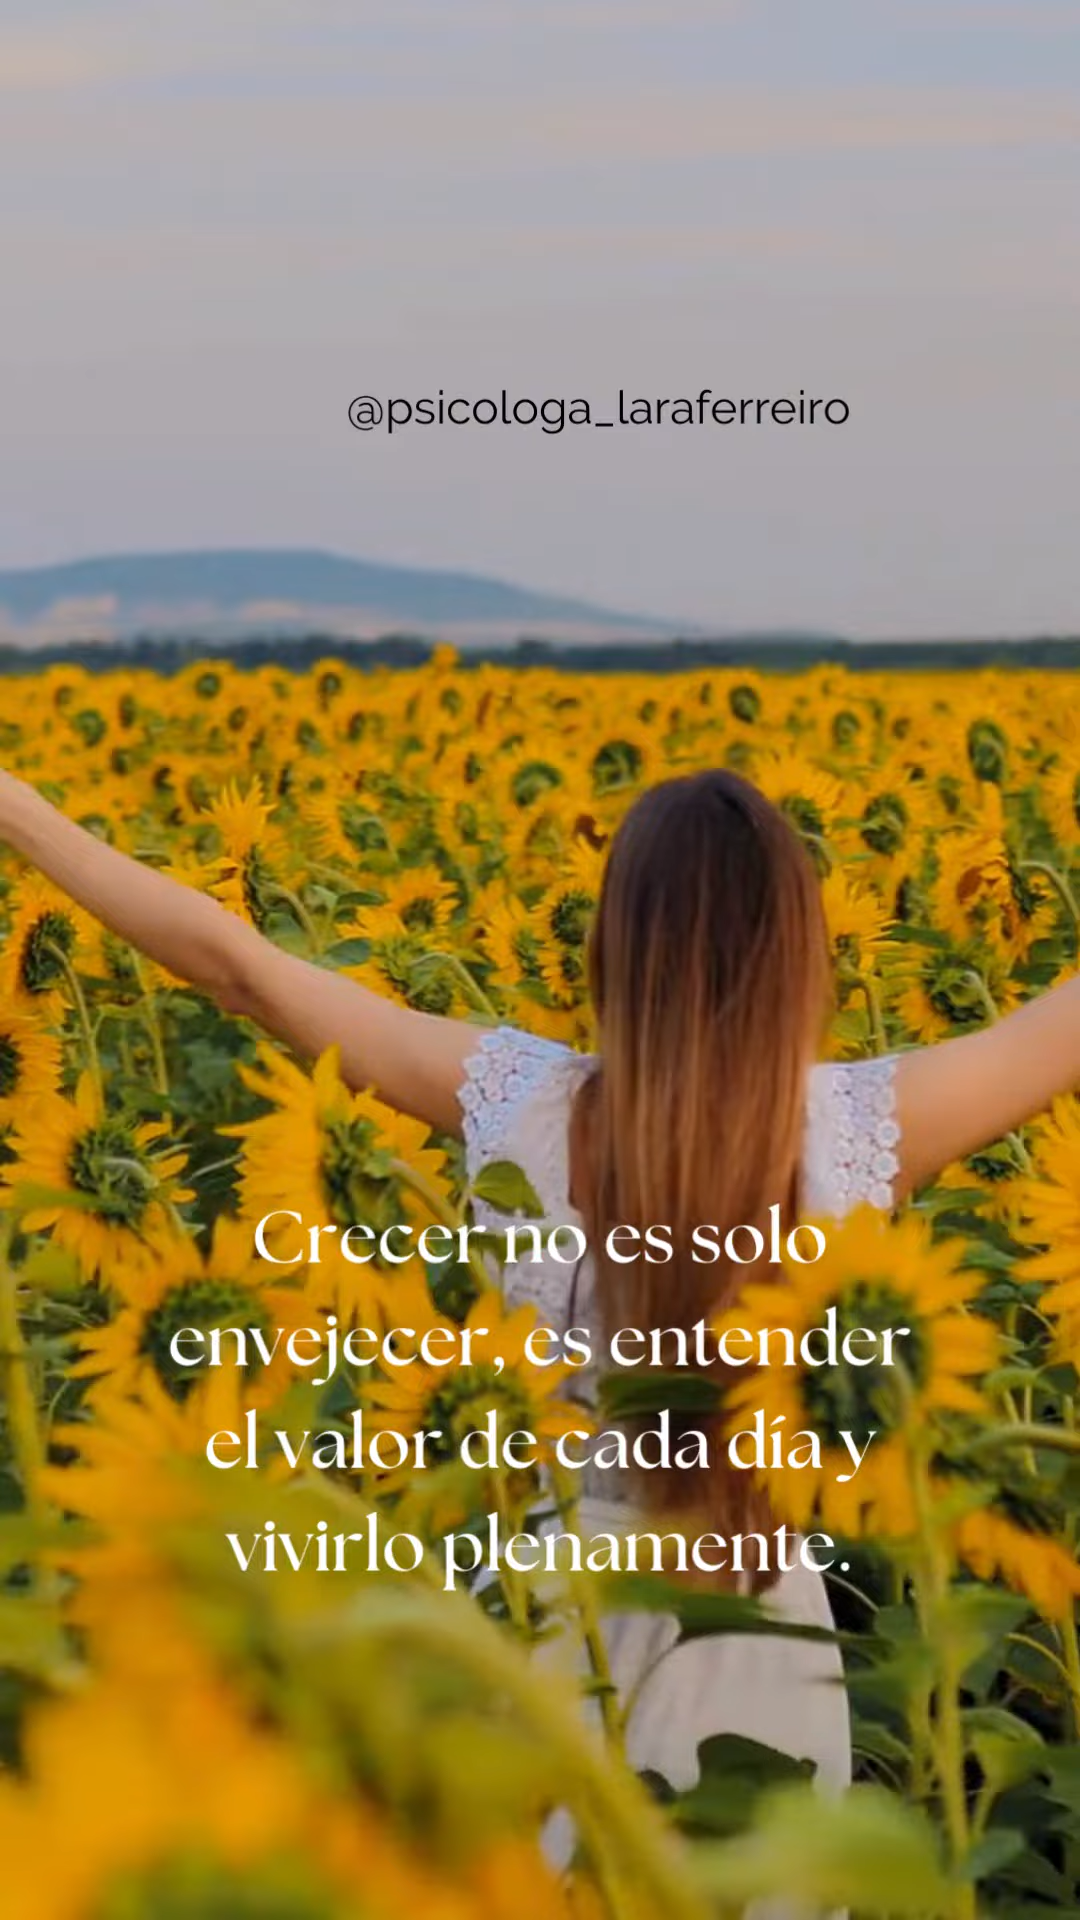 @psicologa_laraferreiro
Crecer no es solo
envejecer, es entender
el valor de cada día y
vivirlo plenamente.